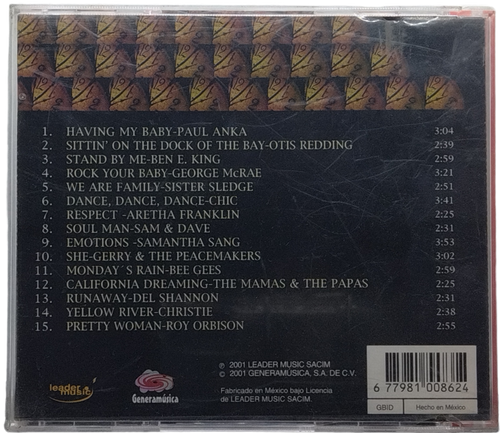 1. HAVING MY BABY-PAUL ANKA 3:04
2. SITTIN' ON THE DOCK OF THE BAY-OTIS REDDING 2:39
3. STAND BY ME-BEN E. KING 2:59
4. ROCK YOUR BABY-GEORGE McRAE 3:21
5. WE ARE FAMILY-SISTER SLEDGE 2:51
6. DANCE, DANCE, DANCE-CHIC 3:41
7. RESPECT -ARETHA FRANKLIN 2:25
8. SOUL MAN-SAM & DAVE 2:31
9. EMOTIONS -SAMANTHA SANG 3:53
10. SHE-GERRY & THE PEACEMAKERS 3:02
11. MONDAY´S RAIN-BEE GEES 2:59
12. CALIFORNIA DREAMING-THE MAMAS & THE PAPAS 2:25
13. RUNAWAY-DEL SHANNON 2:31
14. YELLOW RIVER-CHRISTIE 2:38
15. PRETTY WOMAN-ROY ORBISON 2:55
leader music
Generamúsica
℗ 2001 LEADER MUSIC SACIM
© 2001 GENERAMÚSICA, S.A. DE C.V.
Fabricado en México bajo Licencia
de LEADER MUSIC SACIM.
6 77981 008624
GBID Hecho en México